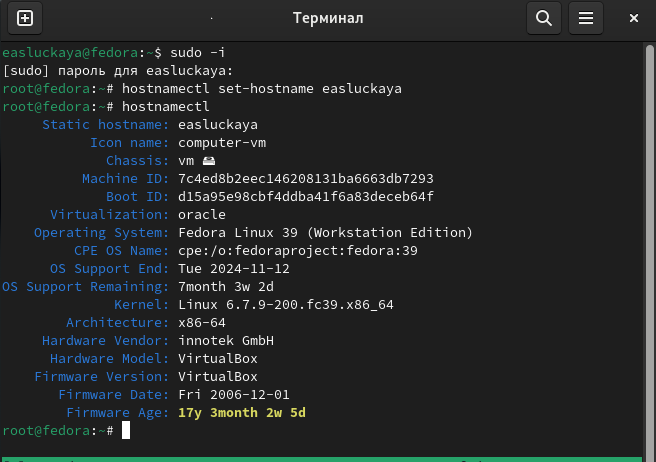 Терминал
easluckaya@fedora:~$ sudo -i
[sudo] пароль для easluckaya:
root@fedora:~# hostnamectl set-hostname easluckaya
root@fedora:~# hostnamectl
Static hostname: easluckaya
Icon name: computer-vm
Chassis: vm 🖴
Machine ID: 7c4ed8b2eec146208131ba6663db7293
Boot ID: d15a95e98cbf4ddba41f6a83deceb64f
Virtualization: oracle
Operating System: Fedora Linux 39 (Workstation Edition)
CPE OS Name: cpe:/o:fedoraproject:fedora:39
OS Support End: Tue 2024-11-12
OS Support Remaining: 7month 3w 2d
Kernel: Linux 6.7.9-200.fc39.x86_64
Architecture: x86-64
Hardware Vendor: innotek GmbH
Hardware Model: VirtualBox
Firmware Version: VirtualBox
Firmware Date: Fri 2006-12-01
Firmware Age: 17y 3month 2w 5d
root@fedora:~#